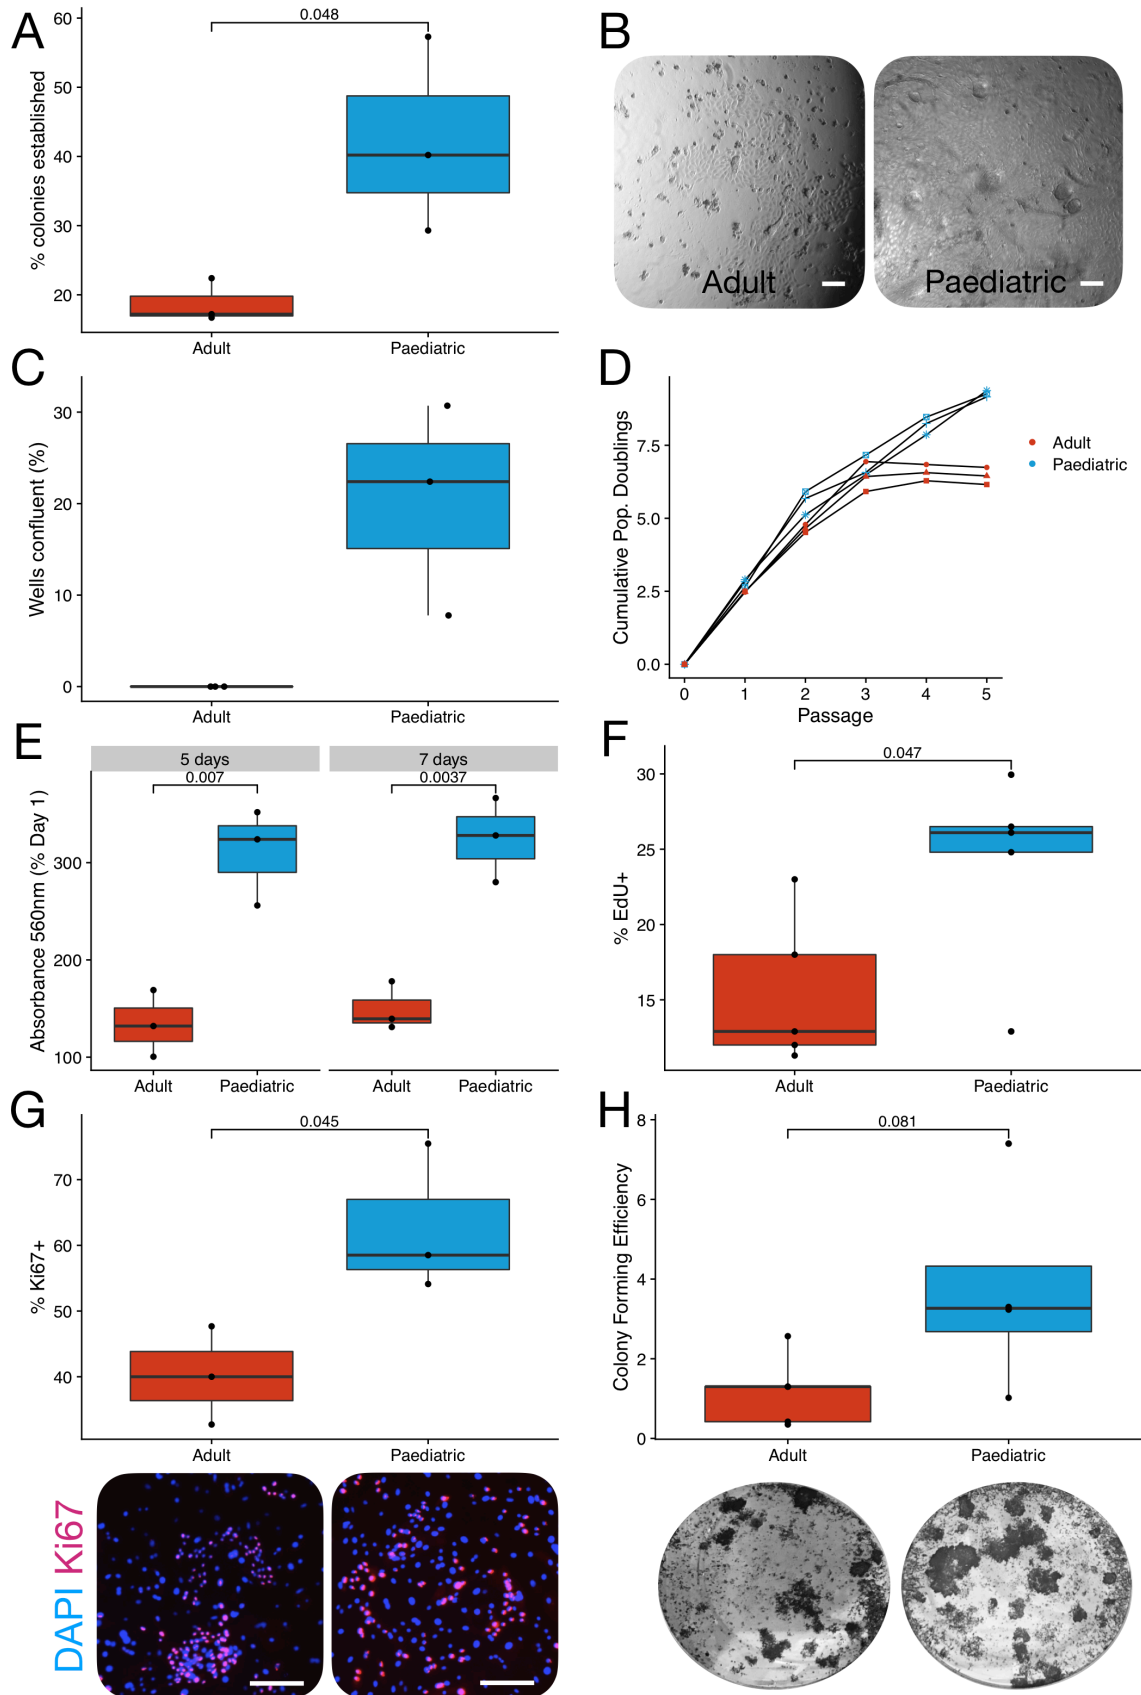 A
0.048
60
50
40
30
20
% colonies established
Adult
Paediatric
B
Adult
Paediatric
C
30
20
10
0
Wells confluent (%)
Adult
Paediatric
D
7.5
5.0
2.5
0.0
Cumulative Pop. Doublings
0 1 2 3 4 5
Passage
Adult
Paediatric
E
5 days
7 days
0.007
0.0037
300
200
100
Absorbance 560nm (% Day 1)
Adult
Paediatric
Adult
Paediatric
F
0.047
30
25
20
15
% EdU+
Adult
Paediatric
G
0.045
70
60
50
40
% Ki67+
Adult
Paediatric
DAPI Ki67
H
0.081
8
6
4
2
0
Colony Forming Efficiency
Adult
Paediatric